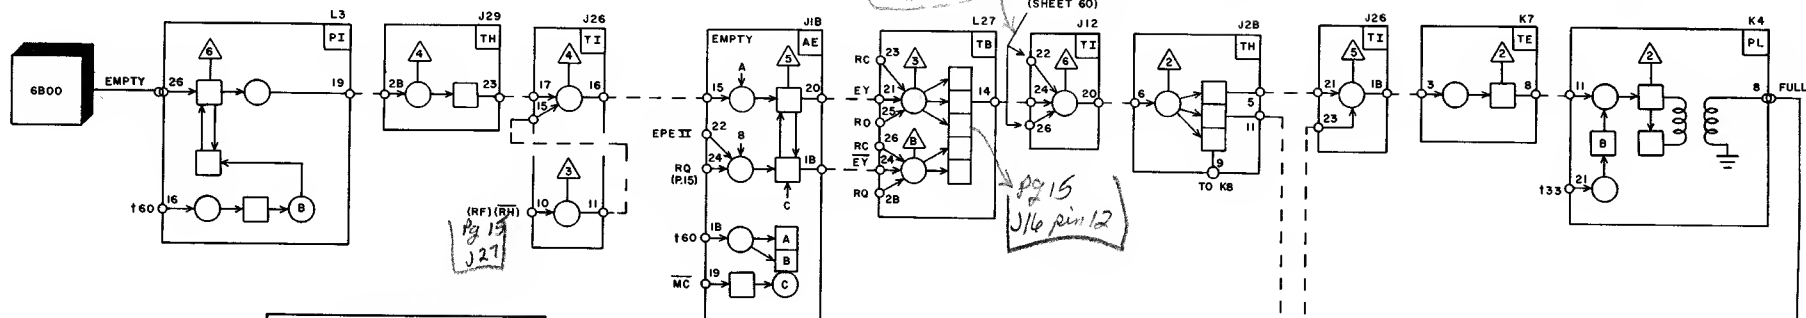 (SHEET 60)
L3
PI
6
6B00
EMPTY
26
19
t60
16
B
J29
TH
4
2B
23
J26
TI
4
17
15
16
3
(RF)(RH)
10
11
Pg 15
J27
J1B
EMPTY
AE
A
5
15
20
EPE II
22
B
24
RQ
(P.15)
1B
C
t60
1B
A
B
MC
19
C
L27
TB
RC
23
3
EY
21
14
RO
25
RC
26
B
EY
24
RQ
2B
Pg 15
J16 pin 12
J12
TI
22
6
24
20
26
J2B
TH
2
6
5
11
9
TO K8
J26
TI
5
21
1B
23
K7
TE
2
3
8
K4
PL
2
11
8
FULL
B
t33
21